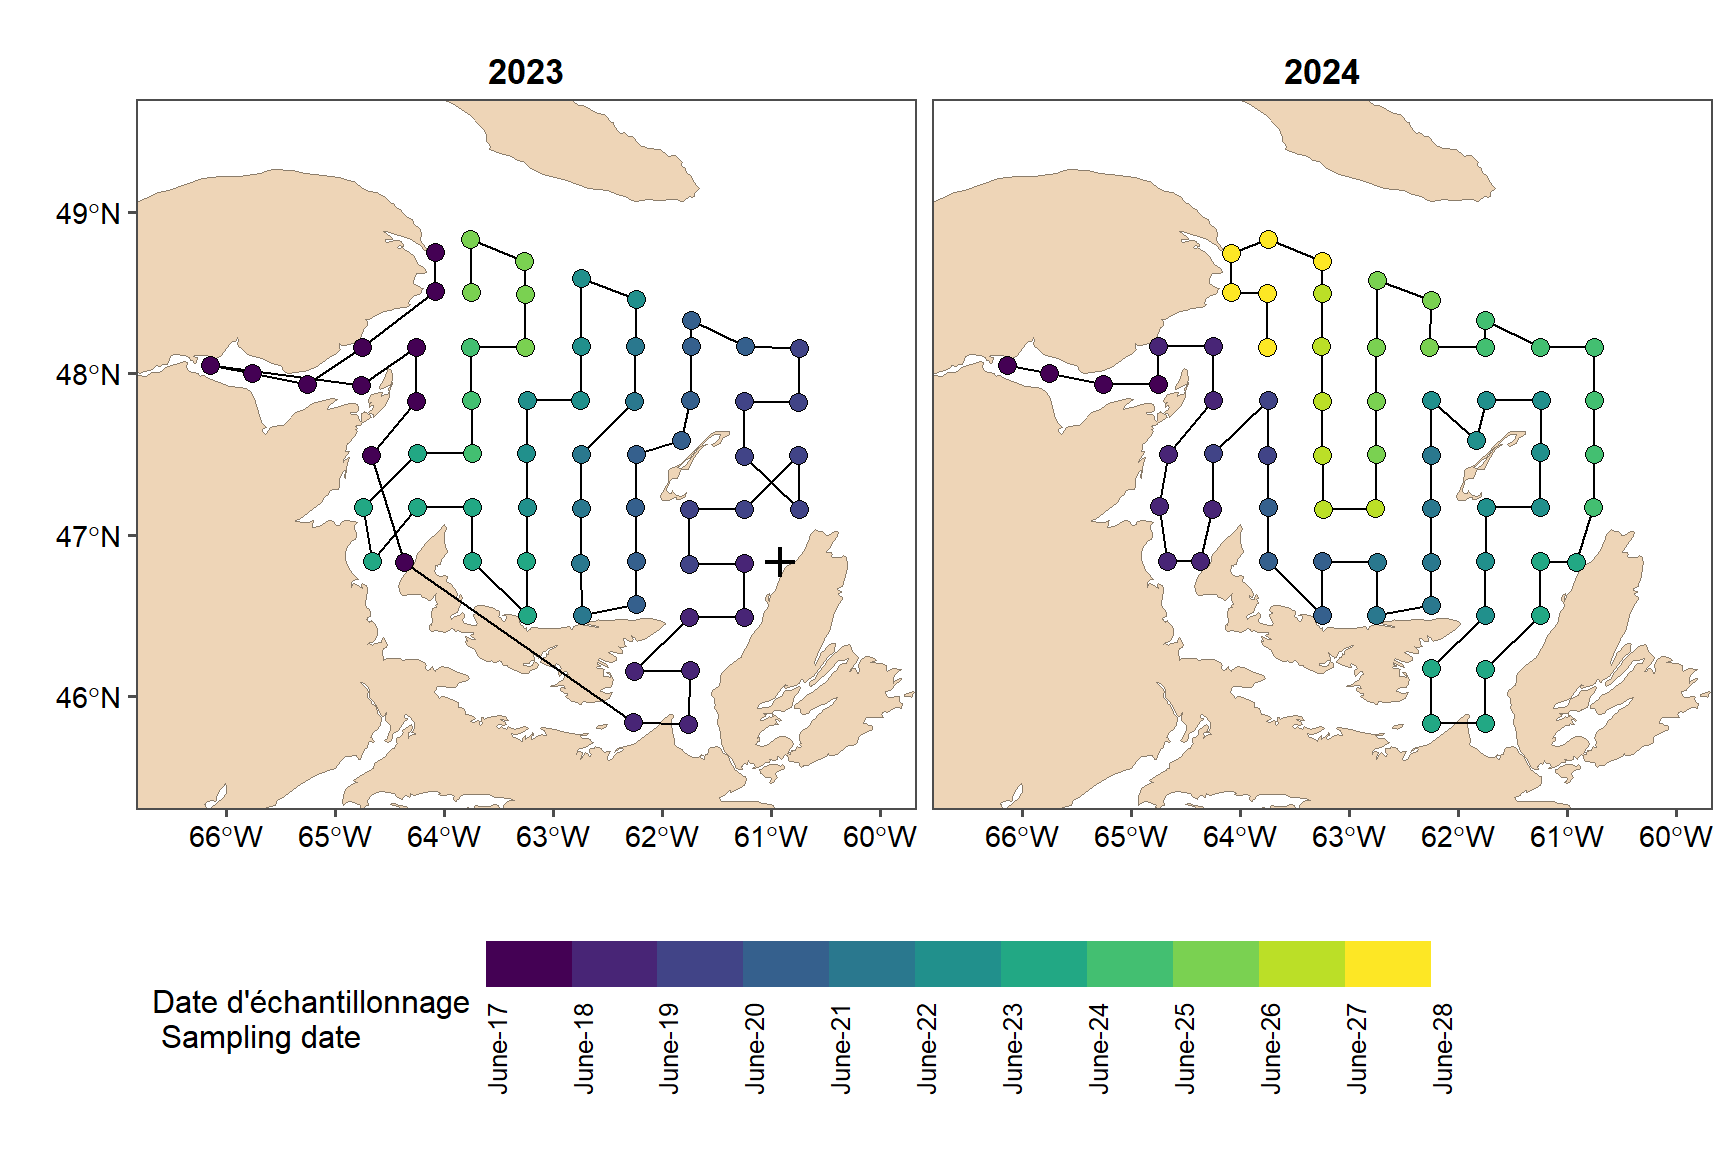 2023 2024
49°N
48°N
47°N
46°N
66°W 65°W 64°W 63°W 62°W 61°W 60°W 66°W 65°W 64°W 63°W 62°W 61°W 60°W
Date d'échantillonnage
Sampling date
June-17 June-18 June-19 June-20 June-21 June-22 June-23 June-24 June-25 June-26 June-27 June-28